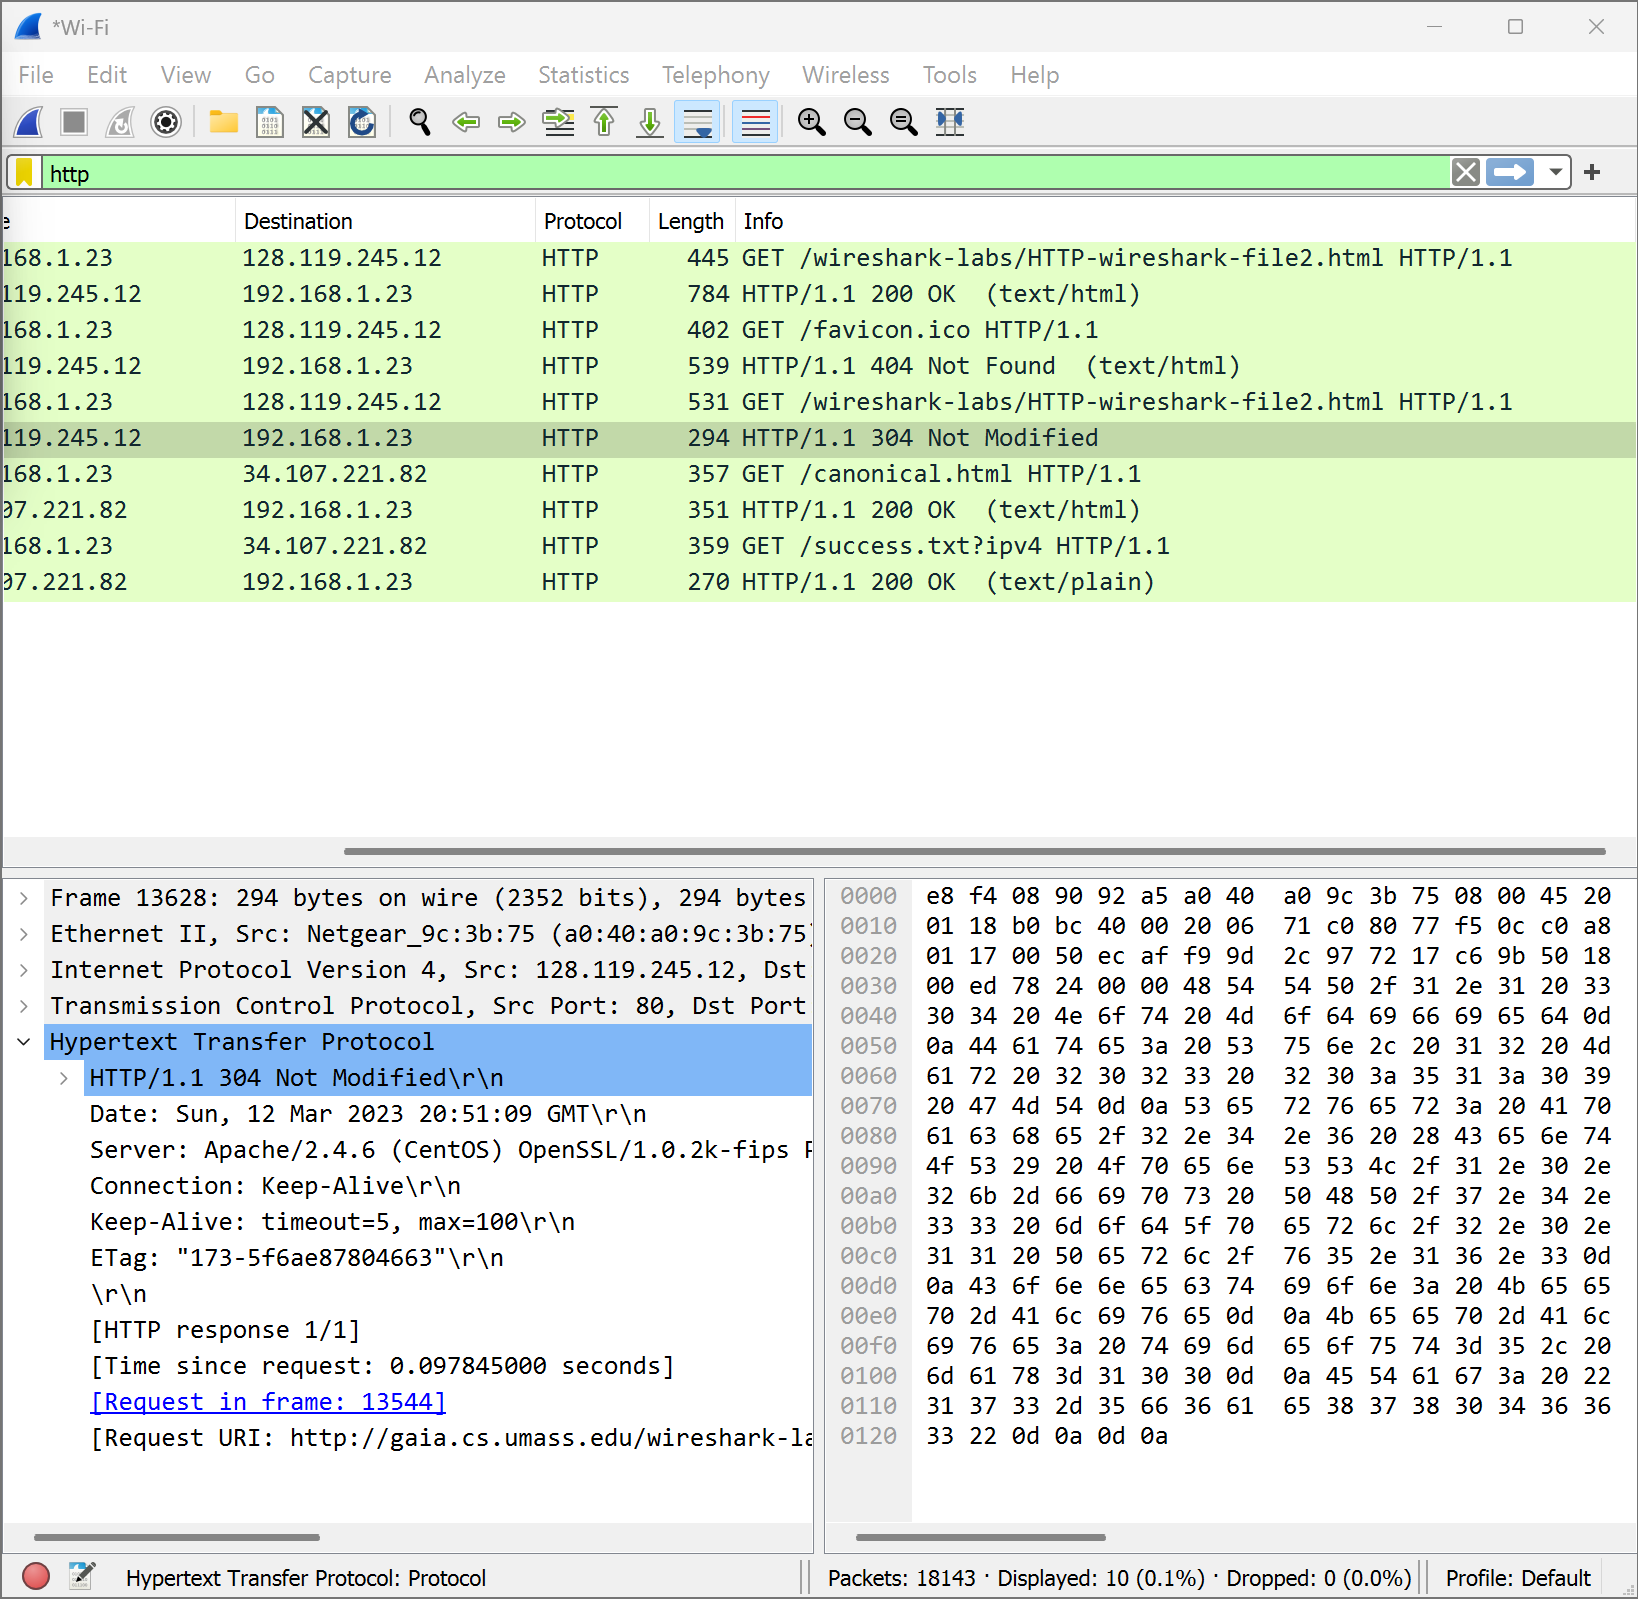 *Wi-Fi
File Edit View Go Capture Analyze Statistics Telephony Wireless Tools Help
http
e Destination Protocol Length Info
168.1.23 128.119.245.12 HTTP 445 GET /wireshark-labs/HTTP-wireshark-file2.html HTTP/1.1
119.245.12 192.168.1.23 HTTP 784 HTTP/1.1 200 OK (text/html)
168.1.23 128.119.245.12 HTTP 402 GET /favicon.ico HTTP/1.1
119.245.12 192.168.1.23 HTTP 539 HTTP/1.1 404 Not Found (text/html)
168.1.23 128.119.245.12 HTTP 531 GET /wireshark-labs/HTTP-wireshark-file2.html HTTP/1.1
119.245.12 192.168.1.23 HTTP 294 HTTP/1.1 304 Not Modified
168.1.23 34.107.221.82 HTTP 357 GET /canonical.html HTTP/1.1
07.221.82 192.168.1.23 HTTP 351 HTTP/1.1 200 OK (text/html)
168.1.23 34.107.221.82 HTTP 359 GET /success.txt?ipv4 HTTP/1.1
07.221.82 192.168.1.23 HTTP 270 HTTP/1.1 200 OK (text/plain)
Frame 13628: 294 bytes on wire (2352 bits), 294 bytes
Ethernet II, Src: Netgear_9c:3b:75 (a0:40:a0:9c:3b:75)
Internet Protocol Version 4, Src: 128.119.245.12, Dst
Transmission Control Protocol, Src Port: 80, Dst Port
Hypertext Transfer Protocol
HTTP/1.1 304 Not Modified\r\n
Date: Sun, 12 Mar 2023 20:51:09 GMT\r\n
Server: Apache/2.4.6 (CentOS) OpenSSL/1.0.2k-fips P
Connection: Keep-Alive\r\n
Keep-Alive: timeout=5, max=100\r\n
ETag: "173-5f6ae87804663"\r\n
\r\n
[HTTP response 1/1]
[Time since request: 0.097845000 seconds]
[Request in frame: 13544]
[Request URI: http://gaia.cs.umass.edu/wireshark-la
0000 e8 f4 08 90 92 a5 a0 40 a0 9c 3b 75 08 00 45 20
0010 01 18 b0 bc 40 00 20 06 71 c0 80 77 f5 0c c0 a8
0020 01 17 00 50 ec af f9 9d 2c 97 72 17 c6 9b 50 18
0030 00 ed 78 24 00 00 48 54 54 50 2f 31 2e 31 20 33
0040 30 34 20 4e 6f 74 20 4d 6f 64 69 66 69 65 64 0d
0050 0a 44 61 74 65 3a 20 53 75 6e 2c 20 31 32 20 4d
0060 61 72 20 32 30 32 33 20 32 30 3a 35 31 3a 30 39
0070 20 47 4d 54 0d 0a 53 65 72 76 65 72 3a 20 41 70
0080 61 63 68 65 2f 32 2e 34 2e 36 20 28 43 65 6e 74
0090 4f 53 29 20 4f 70 65 6e 53 53 4c 2f 31 2e 30 2e
00a0 32 6b 2d 66 69 70 73 20 50 48 50 2f 37 2e 34 2e
00b0 33 33 20 6d 6f 64 5f 70 65 72 6c 2f 32 2e 30 2e
00c0 31 31 20 50 65 72 6c 2f 76 35 2e 31 36 2e 33 0d
00d0 0a 43 6f 6e 6e 65 63 74 69 6f 6e 3a 20 4b 65 65
00e0 70 2d 41 6c 69 76 65 0d 0a 4b 65 65 70 2d 41 6c
00f0 69 76 65 3a 20 74 69 6d 65 6f 75 74 3d 35 2c 20
0100 6d 61 78 3d 31 30 30 0d 0a 45 54 61 67 3a 20 22
0110 31 37 33 2d 35 66 36 61 65 38 37 38 30 34 36 36
0120 33 22 0d 0a 0d 0a
Hypertext Transfer Protocol: Protocol
Packets: 18143 · Displayed: 10 (0.1%) · Dropped: 0 (0.0%)
Profile: Default